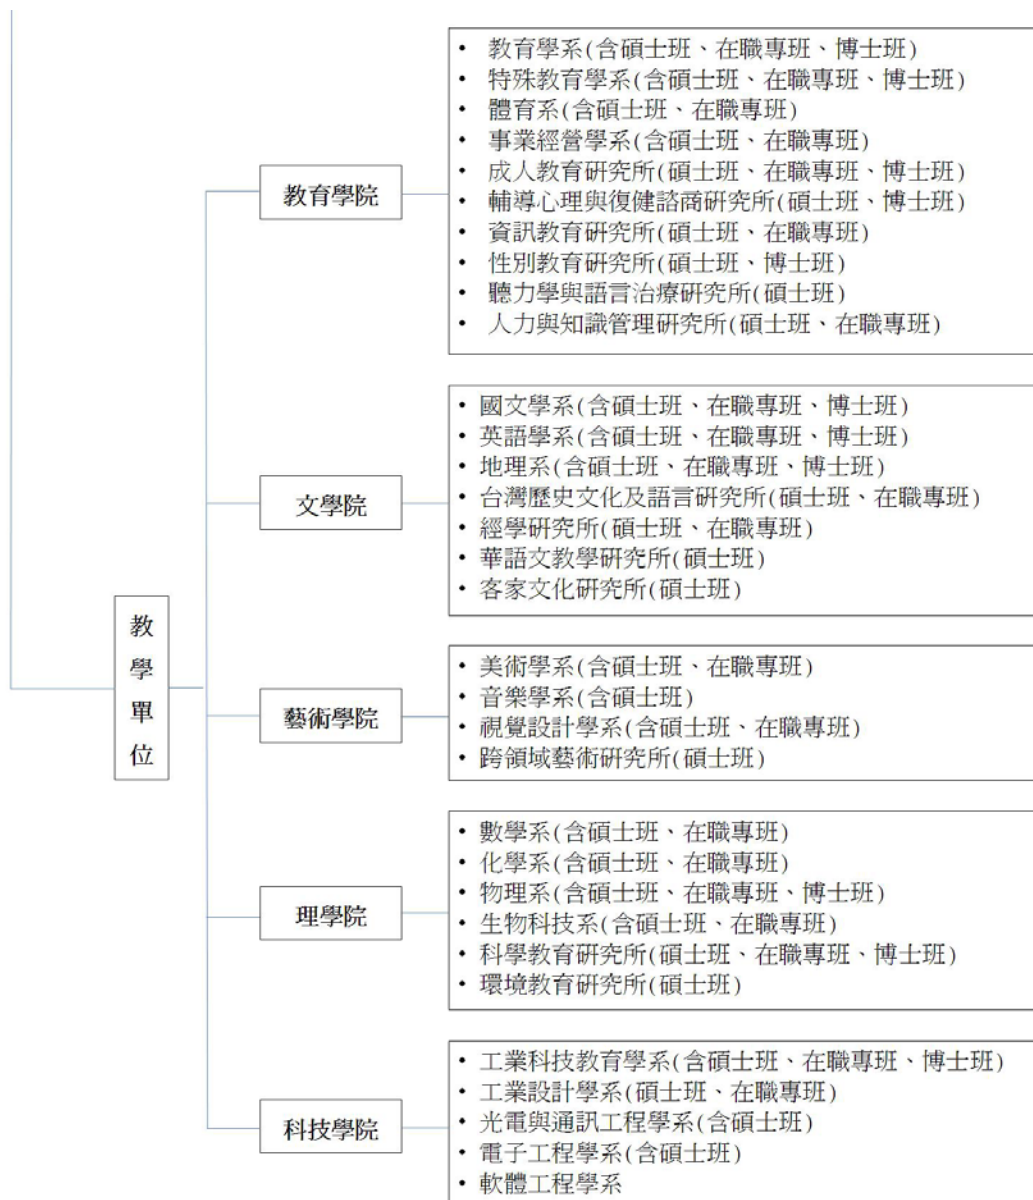 教學單位
教育學院
• 教育學系(含碩士班、在職專班、博士班)
• 特殊教育學系(含碩士班、在職專班、博士班)
• 體育系(含碩士班、在職專班)
• 事業經營學系(含碩士班、在職專班)
• 成人教育研究所(碩士班、在職專班、博士班)
• 輔導心理與復健諮商研究所(碩士班、博士班)
• 資訊教育研究所(碩士班、在職專班)
• 性別教育研究所(碩士班、博士班)
• 聽力學與語言治療研究所(碩士班)
• 人力與知識管理研究所(碩士班、在職專班)
文學院
• 國文學系(含碩士班、在職專班、博士班)
• 英語學系(含碩士班、在職專班、博士班)
• 地理系(含碩士班、在職專班、博士班)
• 台灣歷史文化及語言研究所(碩士班、在職專班)
• 經學研究所(碩士班、在職專班)
• 華語文教學研究所(碩士班)
• 客家文化研究所(碩士班)
藝術學院
• 美術學系(含碩士班、在職專班)
• 音樂學系(含碩士班)
• 視覺設計學系(含碩士班、在職專班)
• 跨領域藝術研究所(碩士班)
理學院
• 數學系(含碩士班、在職專班)
• 化學系(含碩士班、在職專班)
• 物理系(含碩士班、在職專班、博士班)
• 生物科技系(含碩士班、在職專班)
• 科學教育研究所(碩士班、在職專班、博士班)
• 環境教育研究所(碩士班)
科技學院
• 工業科技教育學系(含碩士班、在職專班、博士班)
• 工業設計學系(碩士班、在職專班)
• 光電與通訊工程學系(含碩士班)
• 電子工程學系(含碩士班)
• 軟體工程學系